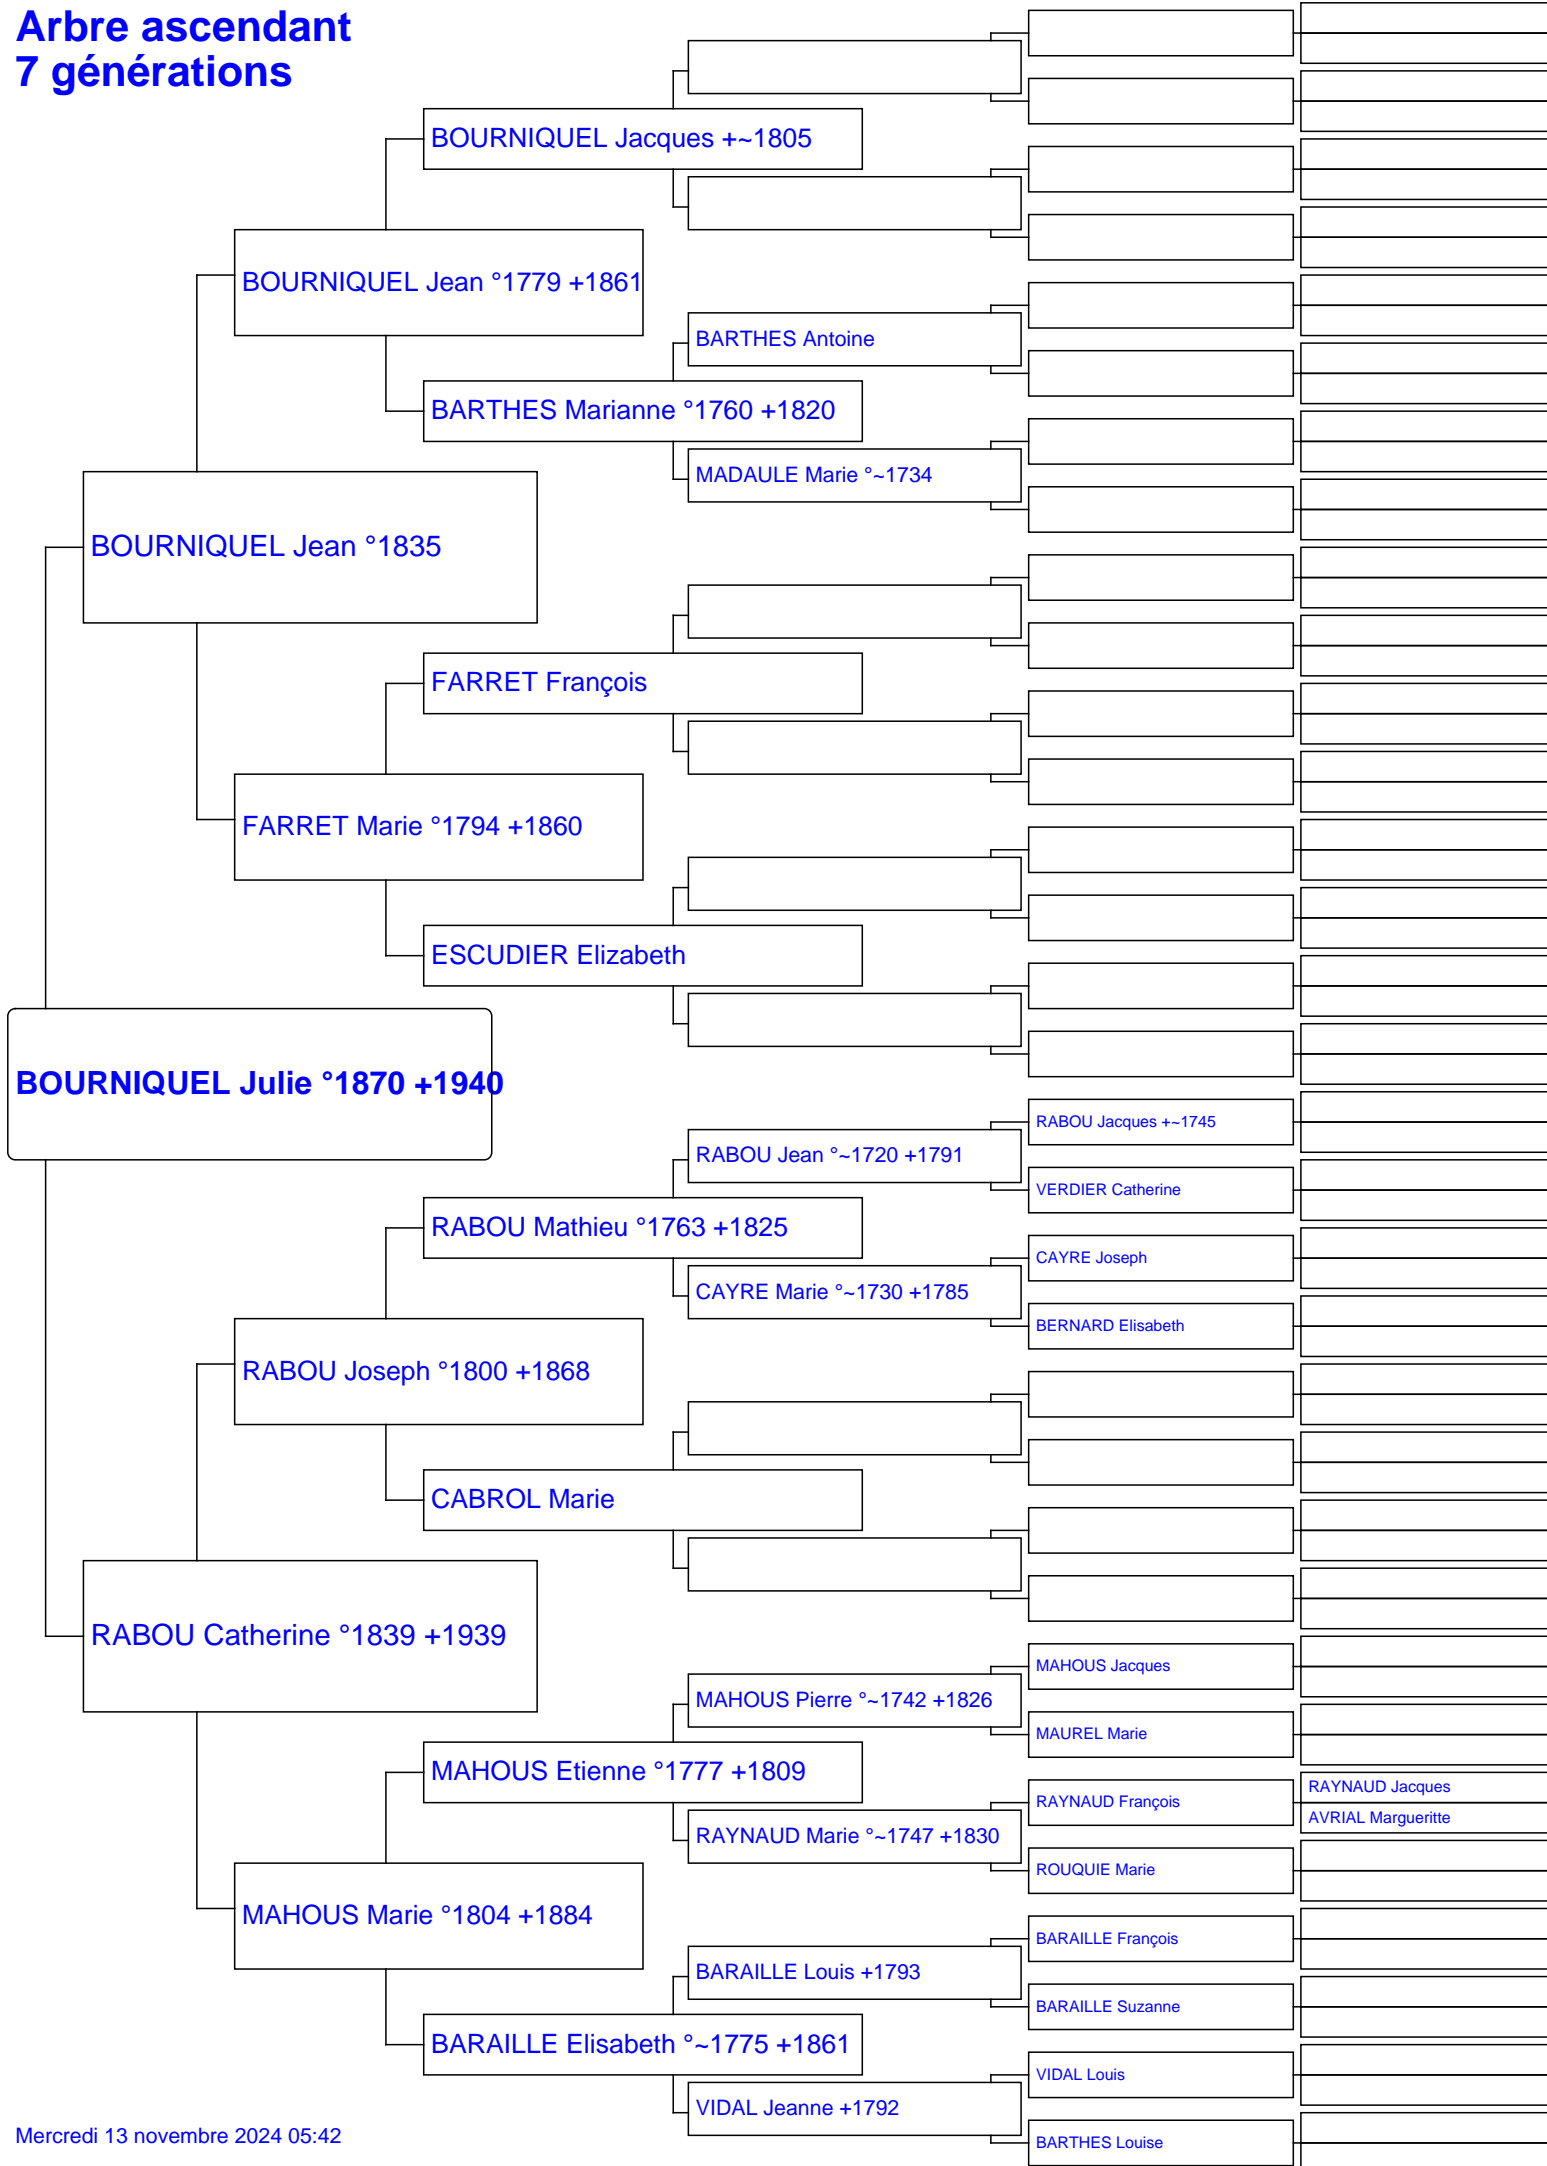 Arbre ascendant
7 générations
BOURNIQUEL Jacques +~1805
BOURNIQUEL Jean °1779 +1861
BARTHES Antoine
BARTHES Marianne °1760 +1820
MADAULE Marie °~1734
BOURNIQUEL Jean °1835
FARRET François
FARRET Marie °1794 +1860
ESCUDIER Elizabeth
BOURNIQUEL Julie °1870 +1940
RABOU Jacques +~1745
RABOU Jean °~1720 +1791
VERDIER Catherine
RABOU Mathieu °1763 +1825
CAYRE Joseph
CAYRE Marie °~1730 +1785
BERNARD Elisabeth
RABOU Joseph °1800 +1868
CABROL Marie
RABOU Catherine °1839 +1939
MAHOUS Jacques
MAHOUS Pierre °~1742 +1826
MAUREL Marie
MAHOUS Etienne °1777 +1809
RAYNAUD Jacques
RAYNAUD François
AVRIAL Margueritte
RAYNAUD Marie °~1747 +1830
ROUQUIE Marie
MAHOUS Marie °1804 +1884
BARAILLE François
BARAILLE Louis +1793
BARAILLE Suzanne
BARAILLE Elisabeth °~1775 +1861
VIDAL Louis
VIDAL Jeanne +1792
BARTHES Louise
Mercredi 13 novembre 2024 05:42